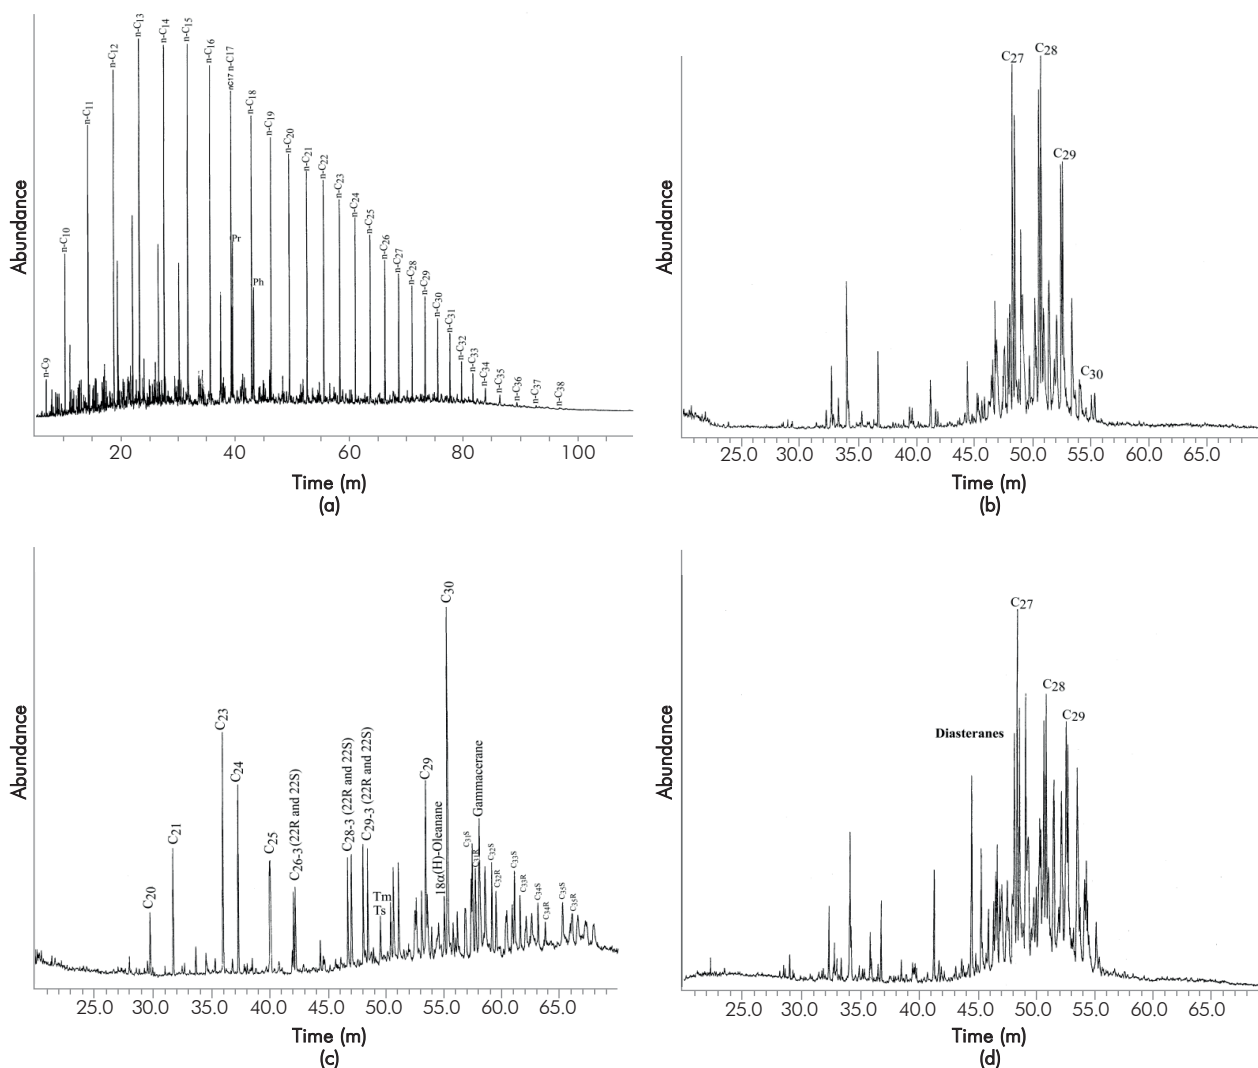 n-C9
n-C10
n-C11
n-C12
n-C13
n-C14
n-C15
n-C16
nC17 n-C17
Pr
n-C18
Ph
n-C19
n-C20
n-C21
n-C22
n-C23
n-C24
n-C25
n-C26
n-C27
n-C28
n-C29
n-C30
n-C31
n-C32
n-C33
n-C34
n-C35
n-C36
n-C37
n-C38
Abundance
20 40 60 80 100
Time (m)
(a)
C27
C28
C29
C30
Abundance
25.0 30.0 35.0 40.0 45.0 50.0 55.0 60.0 65.0
Time (m)
(b)
C20
C21
C23
C24
C25
C26-3 (22R and 22S)
C28-3 (22R and 22S)
C29-3 (22R and 22S)
Tm
Ts
C29
18α(H)-Oleanane
C30
C31S
C31R
Gammacerane
C32S
C32R
C33S
C33R
C34S
C34R
C35S
C35R
Abundance
25.0 30.0 35.0 40.0 45.0 50.0 55.0 60.0 65.0
Time (m)
(c)
Diasteranes
C27
C28
C29
Abundance
25.0 30.0 35.0 40.0 45.0 50.0 55.0 60.0 65.0
Time (m)
(d)